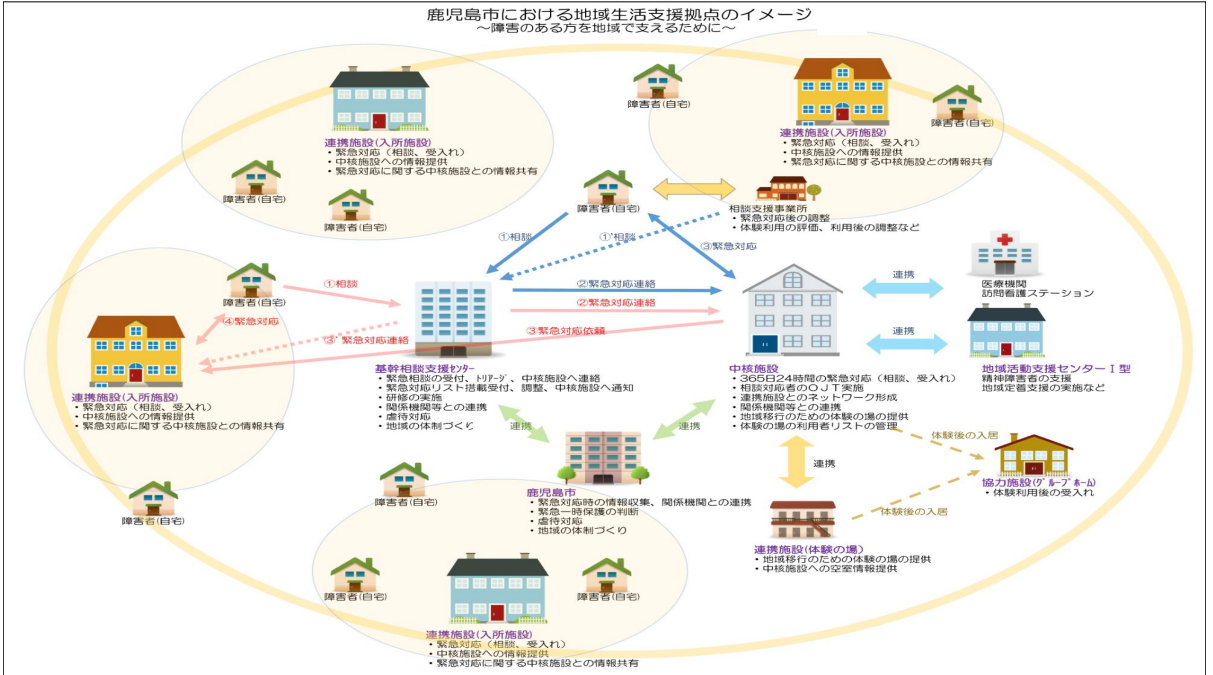 鹿児島市における地域生活支援拠点のイメージ
～障害のある方を地域で支えるために～
障害者(自宅)
連携施設(入所施設)
・緊急対応（相談、受入れ）
・中核施設への情報提供
・緊急対応に関する中核施設との情報共有
障害者(自宅)
障害者(自宅)
障害者(自宅)
障害者(自宅)
連携施設(入所施設)
・緊急対応（相談、受入れ）
・中核施設への情報提供
・緊急対応に関する中核施設との情報共有
障害者(自宅)
障害者(自宅)
相談支援事業所
・緊急対応後の調整
・体験利用の評価、利用後の調整など
①相談
①’相談
③緊急対応
①相談
障害者(自宅)
④緊急対応
②緊急対応連絡
②緊急対応連絡
③緊急対応依頼
③’緊急対応連絡
連携
医療機関
訪問看護ステーション
連携
地域活動支援センターⅠ型
精神障害者の支援
地域定着支援の実施など
連携施設(入所施設)
・緊急対応（相談、受入れ）
・中核施設への情報提供
・緊急対応に関する中核施設との情報共有
障害者(自宅)
基幹相談支援ｾﾝﾀｰ
・緊急相談の受付、ﾄﾘｱｰｼﾞ、中核施設へ連絡
・緊急対応リスト搭載受付、調整、中核施設へ通知
・研修の実施
・関係機関等との連携
・虐待対応
・地域の体制づくり
中核施設
・365日24時間の緊急対応（相談、受入れ）
・相談対応者のOJT実施
・連携施設とのネットワーク形成
・関係機関等との連携
・地域移行のための体験の場の提供
・体験の場の利用者リストの管理
連携
連携
鹿児島市
・緊急対応時の情報収集、関係機関との連携
・緊急一時保護の判断
・虐待対応
・地域の体制づくり
連携
体験後の入居
協力施設(ｸﾞﾙｰﾌﾟﾎｰﾑ)
・体験利用後の受入れ
体験後の入居
連携施設(体験の場)
・地域移行のための体験の場の提供
・中核施設への空室情報提供
障害者(自宅)
障害者(自宅)
障害者(自宅)
連携施設(入所施設)
・緊急対応（相談、受入れ）
・中核施設への情報提供
・緊急対応に関する中核施設との情報共有